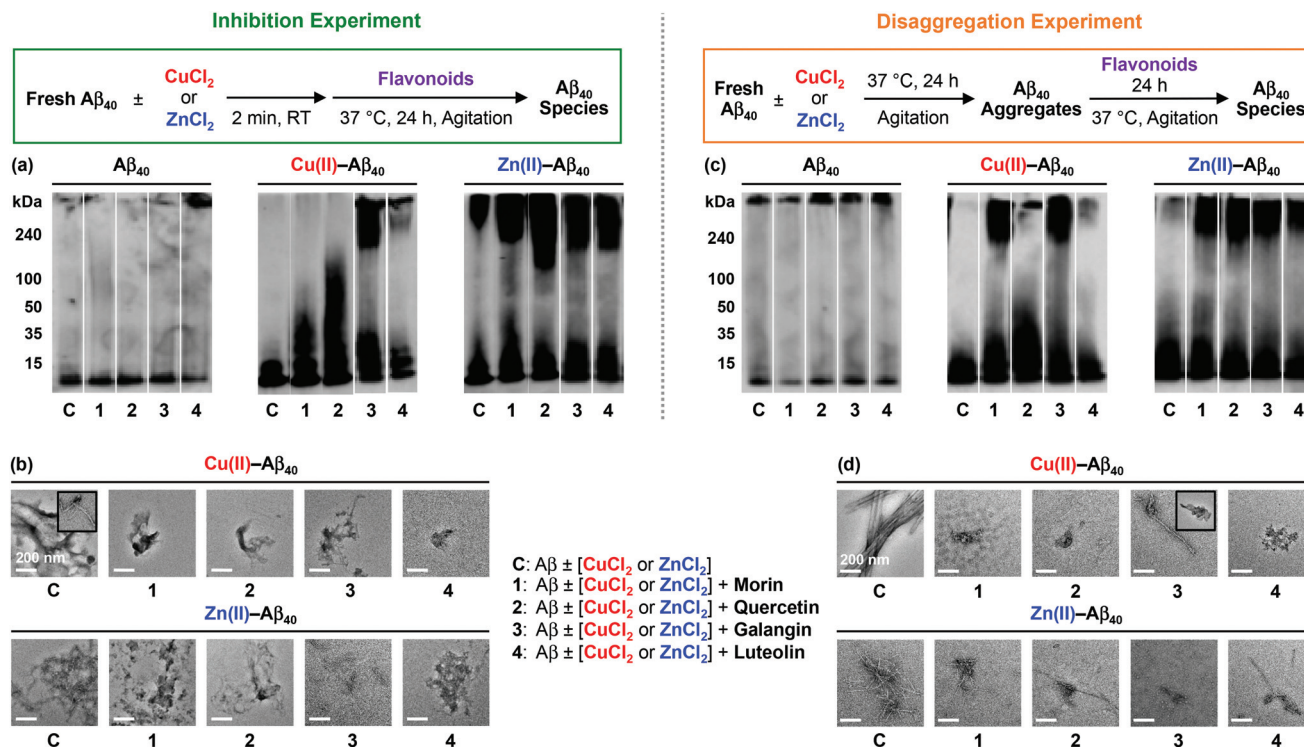 Inhibition Experiment
Fresh Aβ₄₀ ± CuCl₂ or ZnCl₂
2 min, RT
Flavonoids
37 °C, 24 h, Agitation
Aβ₄₀ Species
(a)
Aβ₄₀
Cu(II)–Aβ₄₀
Zn(II)–Aβ₄₀
kDa
240
100
50
35
15
C 1 2 3 4
C 1 2 3 4
C 1 2 3 4
(b)
Cu(II)–Aβ₄₀
200 nm
C 1 2 3 4
Zn(II)–Aβ₄₀
C 1 2 3 4
C: Aβ ± [CuCl₂ or ZnCl₂]
1: Aβ ± [CuCl₂ or ZnCl₂] + Morin
2: Aβ ± [CuCl₂ or ZnCl₂] + Quercetin
3: Aβ ± [CuCl₂ or ZnCl₂] + Galangin
4: Aβ ± [CuCl₂ or ZnCl₂] + Luteolin
Disaggregation Experiment
Fresh Aβ₄₀ ± CuCl₂ or ZnCl₂
37 °C, 24 h
Agitation
Aβ₄₀ Aggregates
Flavonoids
24 h
37 °C, Agitation
Aβ₄₀ Species
(c)
Aβ₄₀
Cu(II)–Aβ₄₀
Zn(II)–Aβ₄₀
kDa
240
100
50
35
15
C 1 2 3 4
C 1 2 3 4
C 1 2 3 4
(d)
Cu(II)–Aβ₄₀
200 nm
C 1 2 3 4
Zn(II)–Aβ₄₀
C 1 2 3 4